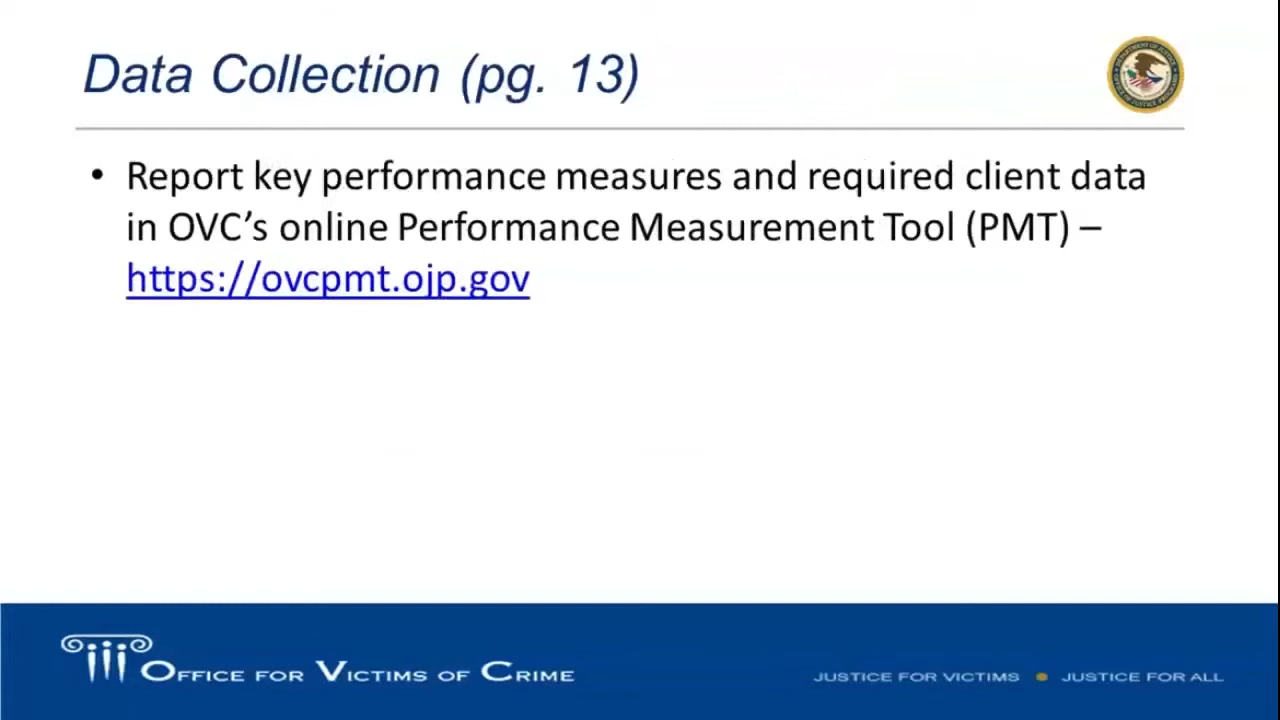 Data Collection (pg. 13)
• Report key performance measures and required client data
in OVC’s online Performance Measurement Tool (PMT) –
https://ovcpmt.ojp.gov
OFFICE FOR VICTIMS OF CRIME
JUSTICE FOR VICTIMS • JUSTICE FOR ALL